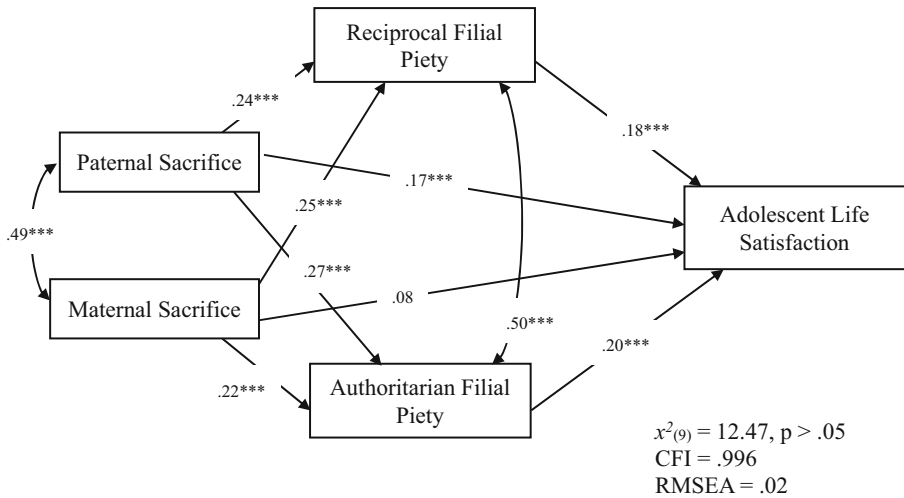 Reciprocal Filial
Piety
.24***
.18***
Paternal Sacrifice
.17***
Adolescent Life
Satisfaction
.25***
.49***
.27***
Maternal Sacrifice
.08
.50***
.20***
.22***
Authoritarian Filial
Piety
x²(9) = 12.47, p > .05
CFI = .996
RMSEA = .02